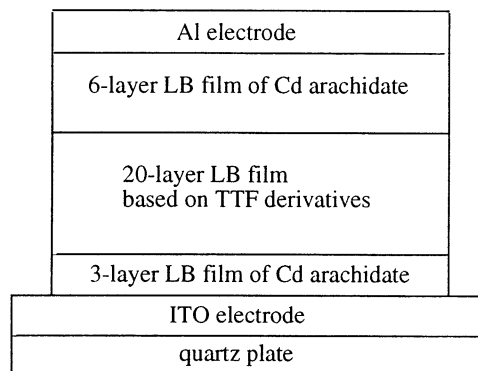 Al electrode
6-layer LB film of Cd arachidate
20-layer LB film
based on TTF derivatives
3-layer LB film of Cd arachidate
ITO electrode
quartz plate